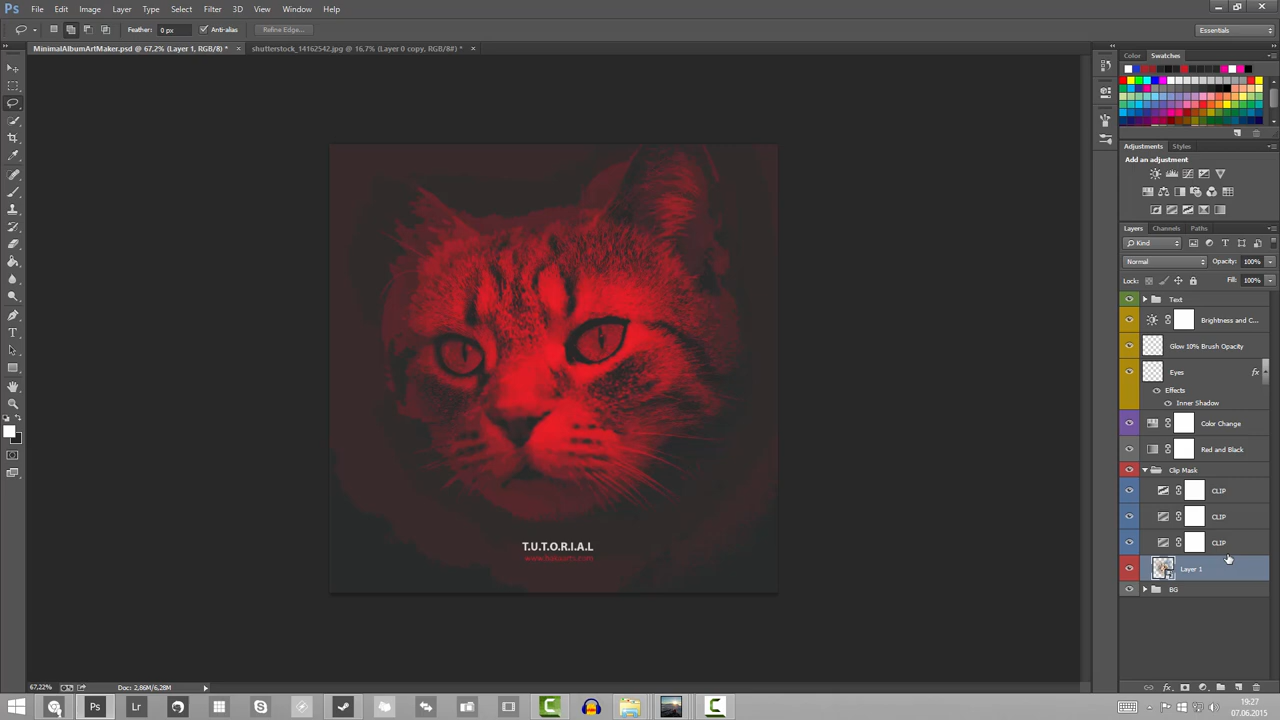 Ps File Edit Image Layer Type Select Filter 3D View Window Help
Feather: 0 px Anti-alias Refine Edge... Essentials
MinimalAlbumArtMaker.psd @ 67,2% (Layer 1, RGB/8) * × shutterstock_14162542.jpg @ 16,7% (Layer 0 copy, RGB/8#) * ×
Color Swatches
Adjustments Styles
Add an adjustment
Layers Channels Paths
Kind
Normal Opacity: 100%
Lock: Fill: 100%
Text
Brightness and C...
Glow 10% Brush Opacity
Eyes fx
Effects
Inner Shadow
Color Change
Red and Black
Clip Mask
CLIP
CLIP
CLIP
Layer 1
BG
T.U.T.O.R.I.A.L
67,22% Doc: 2,86M/6,28M
Ps Lr
19:27
07.06.2015